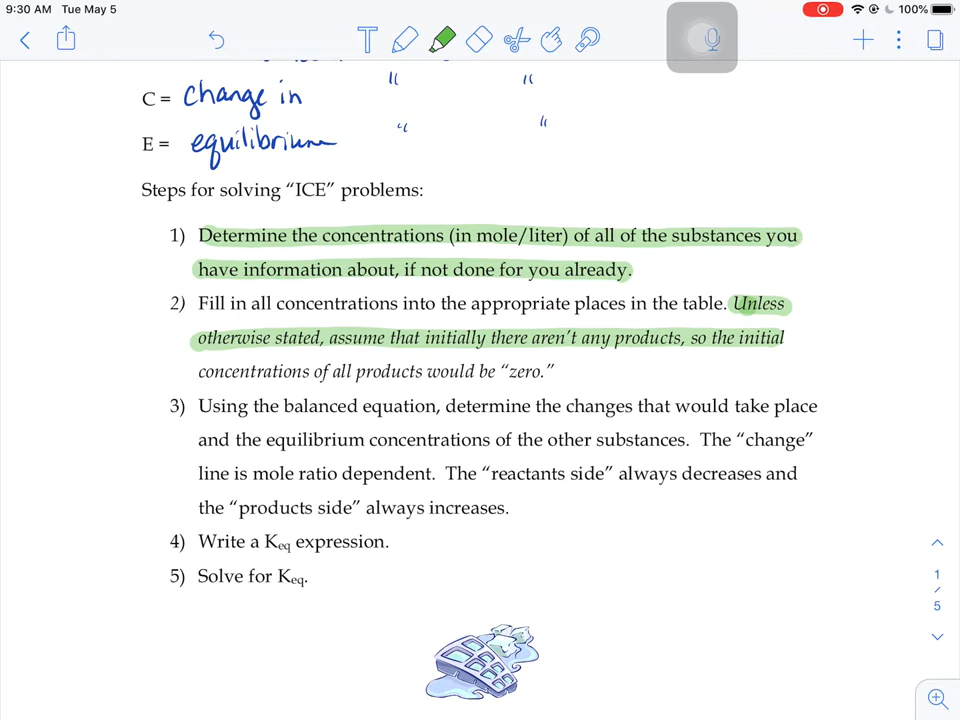 9:30 AM Tue May 5
100%
" "
C = change in
" "
E = equilibrium
Steps for solving “ICE” problems:
1) Determine the concentrations (in mole/liter) of all of the substances you
have information about, if not done for you already.
2) Fill in all concentrations into the appropriate places in the table. Unless
otherwise stated, assume that initially there aren’t any products, so the initial
concentrations of all products would be “zero.”
3) Using the balanced equation, determine the changes that would take place
and the equilibrium concentrations of the other substances. The “change”
line is mole ratio dependent. The “reactants side” always decreases and
the “products side” always increases.
4) Write a Keq expression.
5) Solve for Keq.
1
/
5